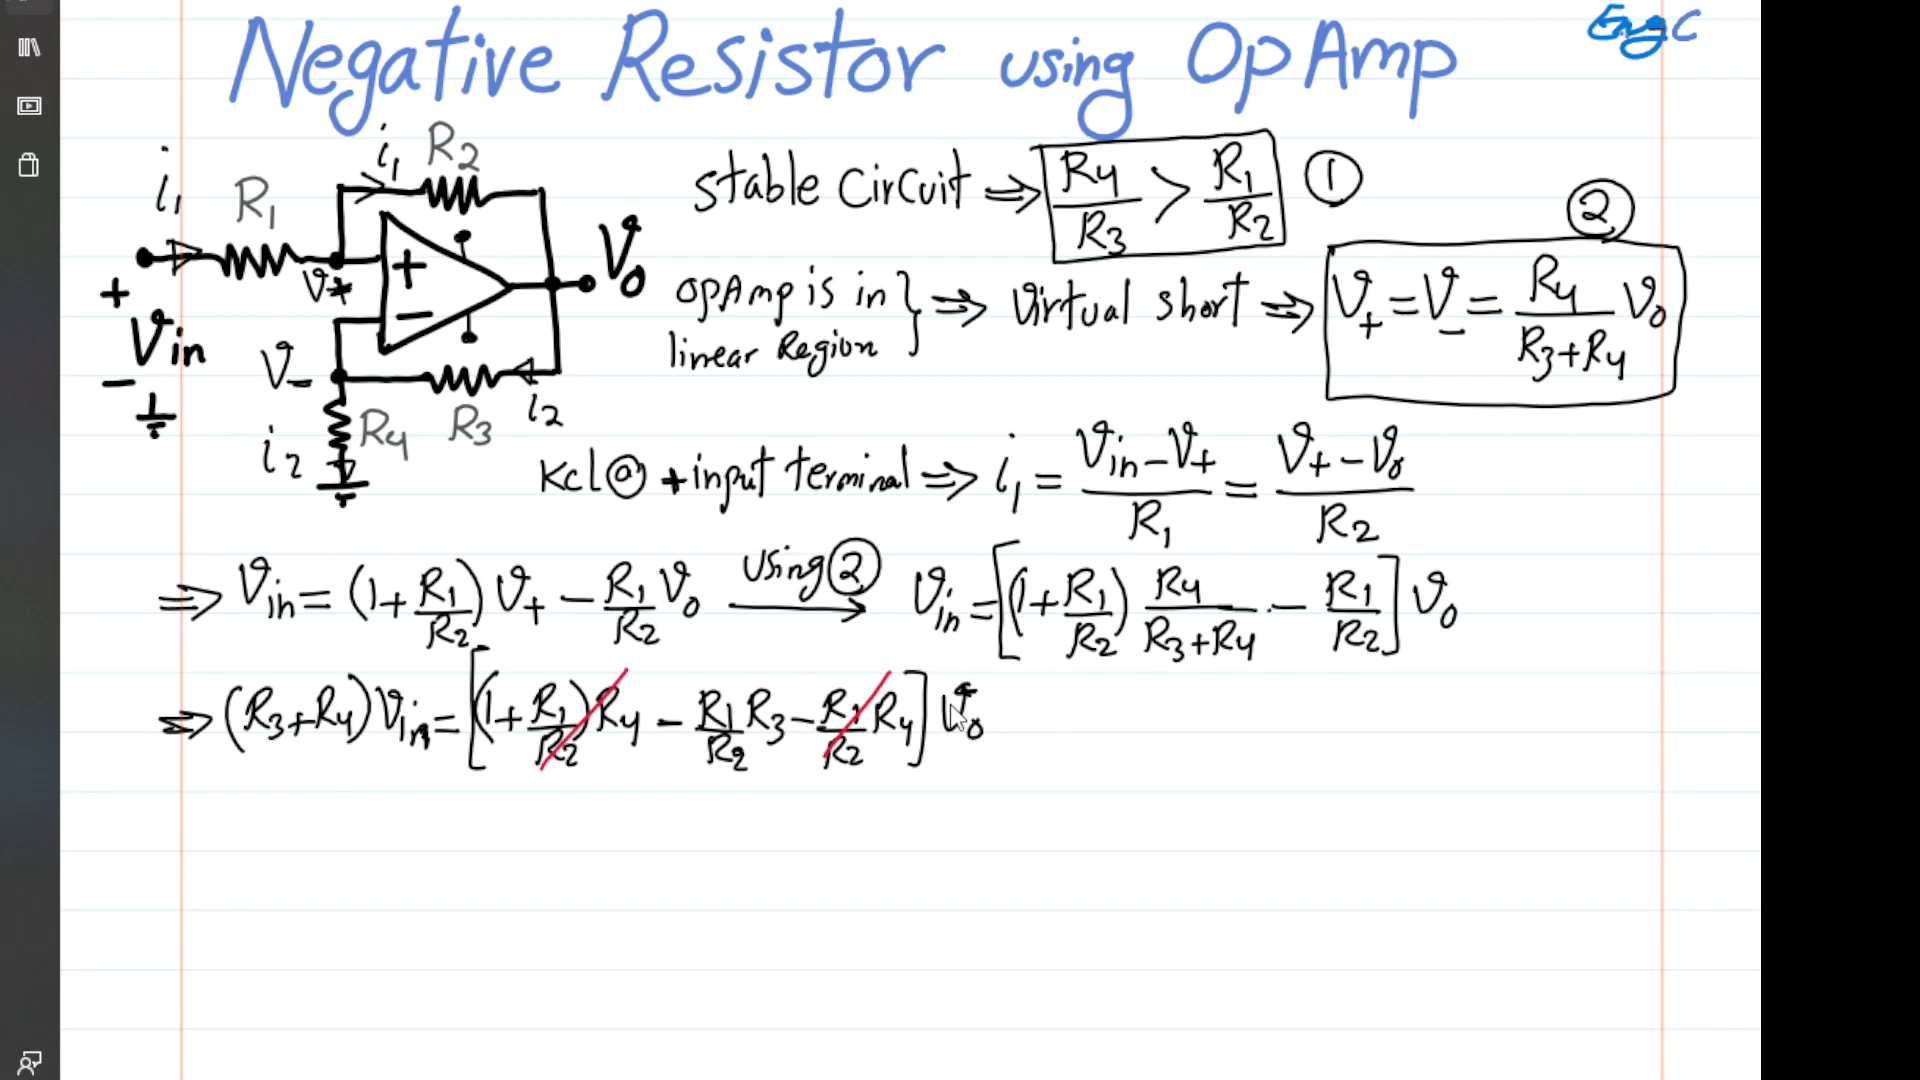 Negative Resistor using OpAmp
EngC
i1 R1 i1 R2
Stable Circuit ⇒ R4/R3 > R1/R2 ①
+ Vin − V+ + − Vo
V− R4 R3 i2
i2
OpAmp is in linear Region } ⇒ Virtual short ⇒ V+ = V− = R4/(R3+R4) Vo ②
Kcl @ + input terminal ⇒ i1 = (Vin − V+)/R1 = (V+ − Vo)/R2
⇒ Vin = (1 + R1/R2) V+ − R1/R2 Vo using ② → Vin = [(1 + R1/R2) R4/(R3+R4) − R1/R2] Vo
⇒ (R3+R4) Vin = [(1 + R1/R2) R4 − R1/R2 R3 − R1/R2 R4] Vo